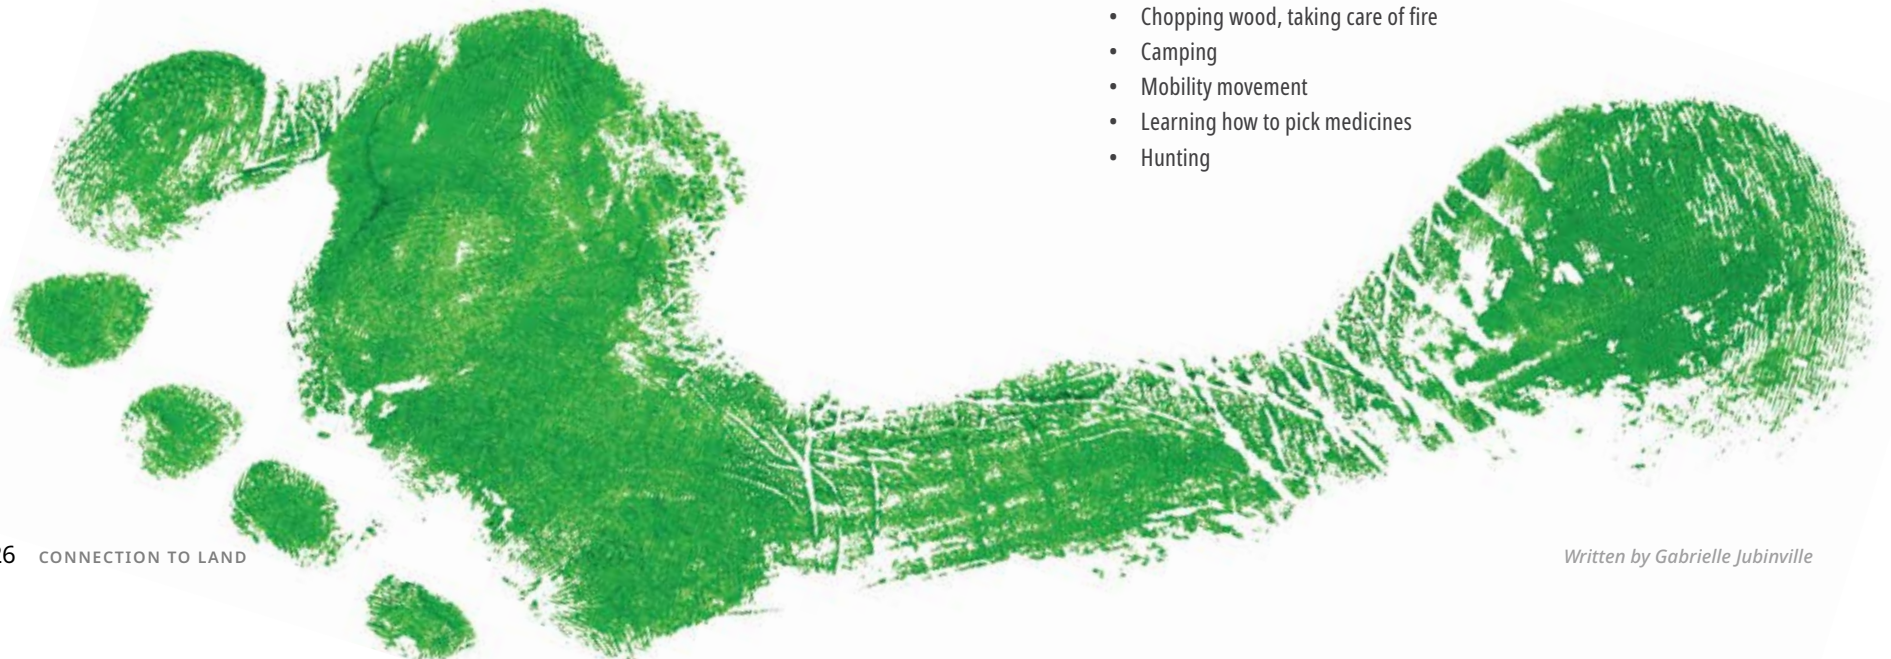 • Chopping wood, taking care of fire
• Camping
• Mobility movement
• Learning how to pick medicines
• Hunting
26 CONNECTION TO LAND
Written by Gabrielle Jubinville